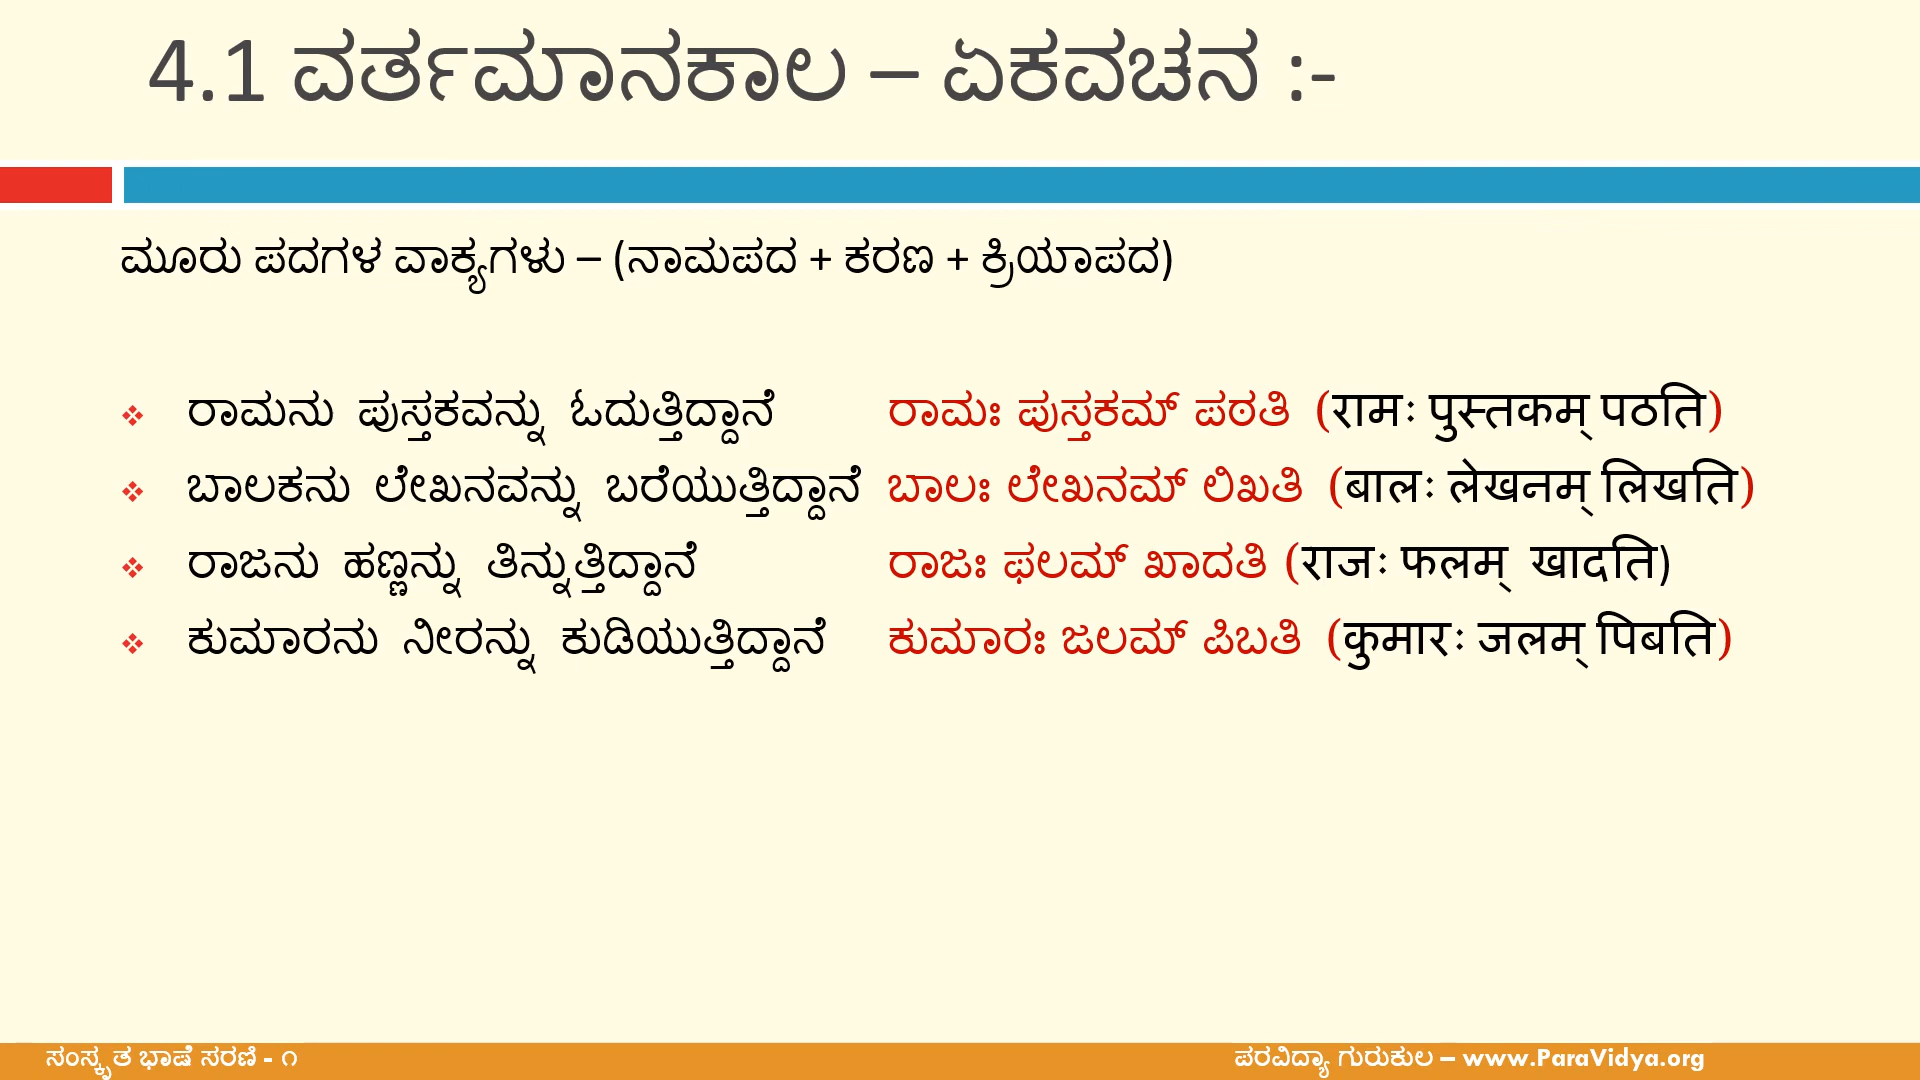 4.1 ವರ್ತಮಾನಕಾಲ – ಏಕವಚನ :-
ಮೂರು ಪದಗಳ ವಾಕ್ಯಗಳು – (ನಾಮಪದ + ಕರಣ + ಕ್ರಿಯಾಪದ)
ರಾಮನು ಪುಸ್ತಕವನ್ನು ಓದುತ್ತಿದ್ದಾನೆ ರಾಮಃ ಪುಸ್ತಕಮ್ ಪಠತಿ (रामः पुस्तकम् पठति)
ಬಾಲಕನು ಲೇಖನವನ್ನು ಬರೆಯುತ್ತಿದ್ದಾನೆ ಬಾಲಃ ಲೇಖನಮ್ ಲಿಖತಿ (बालः लेखनम् लिखति)
ರಾಜನು ಹಣ್ಣನ್ನು ತಿನ್ನುತ್ತಿದ್ದಾನೆ ರಾಜಃ ಫಲಮ್ ಖಾದತಿ (राजः फलम् खादति)
ಕುಮಾರನು ನೀರನ್ನು ಕುಡಿಯುತ್ತಿದ್ದಾನೆ ಕುಮಾರಃ ಜಲಮ್ ಪಿಬತಿ (कुमारः जलम् पिबति)
ಸಂಸ್ಕೃತ ಭಾಷೆ ಸರಣಿ - ೧ ಪರವಿದ್ಯಾ ಗುರುಕುಲ – www.ParaVidya.org